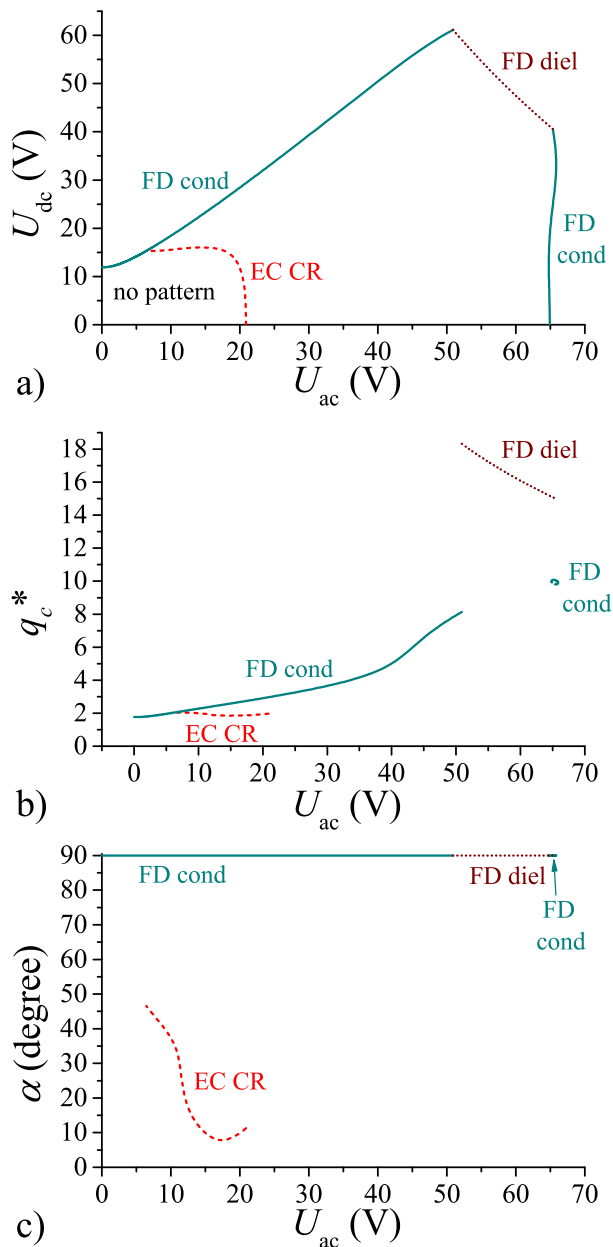 60
50
40
30
20
10
0
U_dc (V)
FD diel
FD cond
EC CR
no pattern
FD
cond
0 10 20 30 40 50 60 70
a)
U_ac (V)
18
16
14
12
10
8
6
4
2
0
q_c*
FD diel
FD
cond
FD cond
EC CR
0 10 20 30 40 50 60 70
b)
U_ac (V)
90
80
70
60
50
40
30
20
10
0
α (degree)
FD cond
FD diel
FD
cond
EC CR
0 10 20 30 40 50 60 70
c)
U_ac (V)